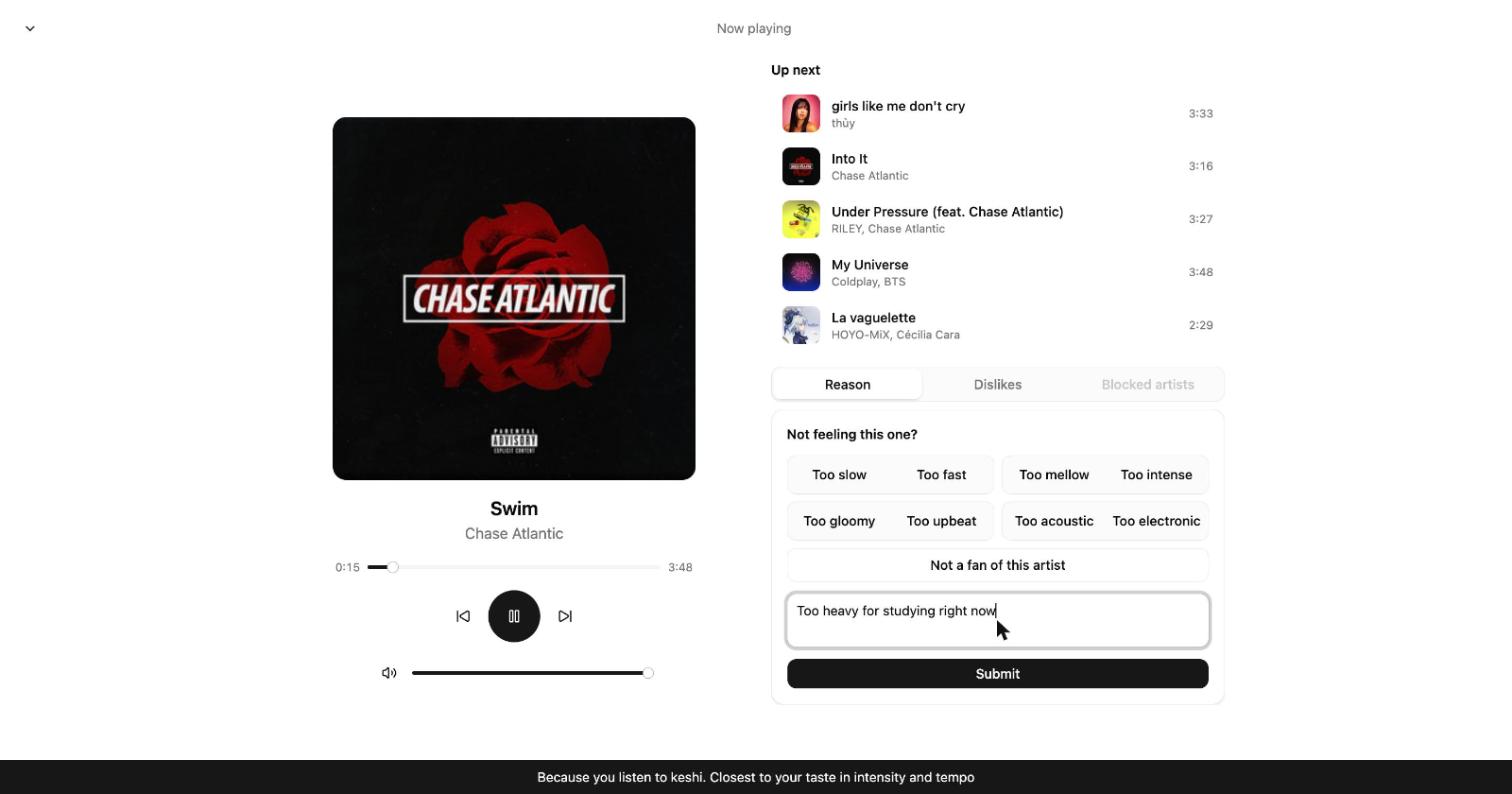 Now playing
CHASE ATLANTIC
PARENTAL
ADVISORY
EXPLICIT CONTENT
Swim
Chase Atlantic
0:15
3:48
Up next
girls like me don't cry
thủy
3:33
Into It
Chase Atlantic
3:16
Under Pressure (feat. Chase Atlantic)
RILEY, Chase Atlantic
3:27
My Universe
Coldplay, BTS
3:48
La vaguelette
HOYO-MiX, Cécilia Cara
2:29
Reason Dislikes Blocked artists
Not feeling this one?
Too slow Too fast Too mellow Too intense
Too gloomy Too upbeat Too acoustic Too electronic
Not a fan of this artist
Too heavy for studying right now
Submit
Because you listen to keshi. Closest to your taste in intensity and tempo